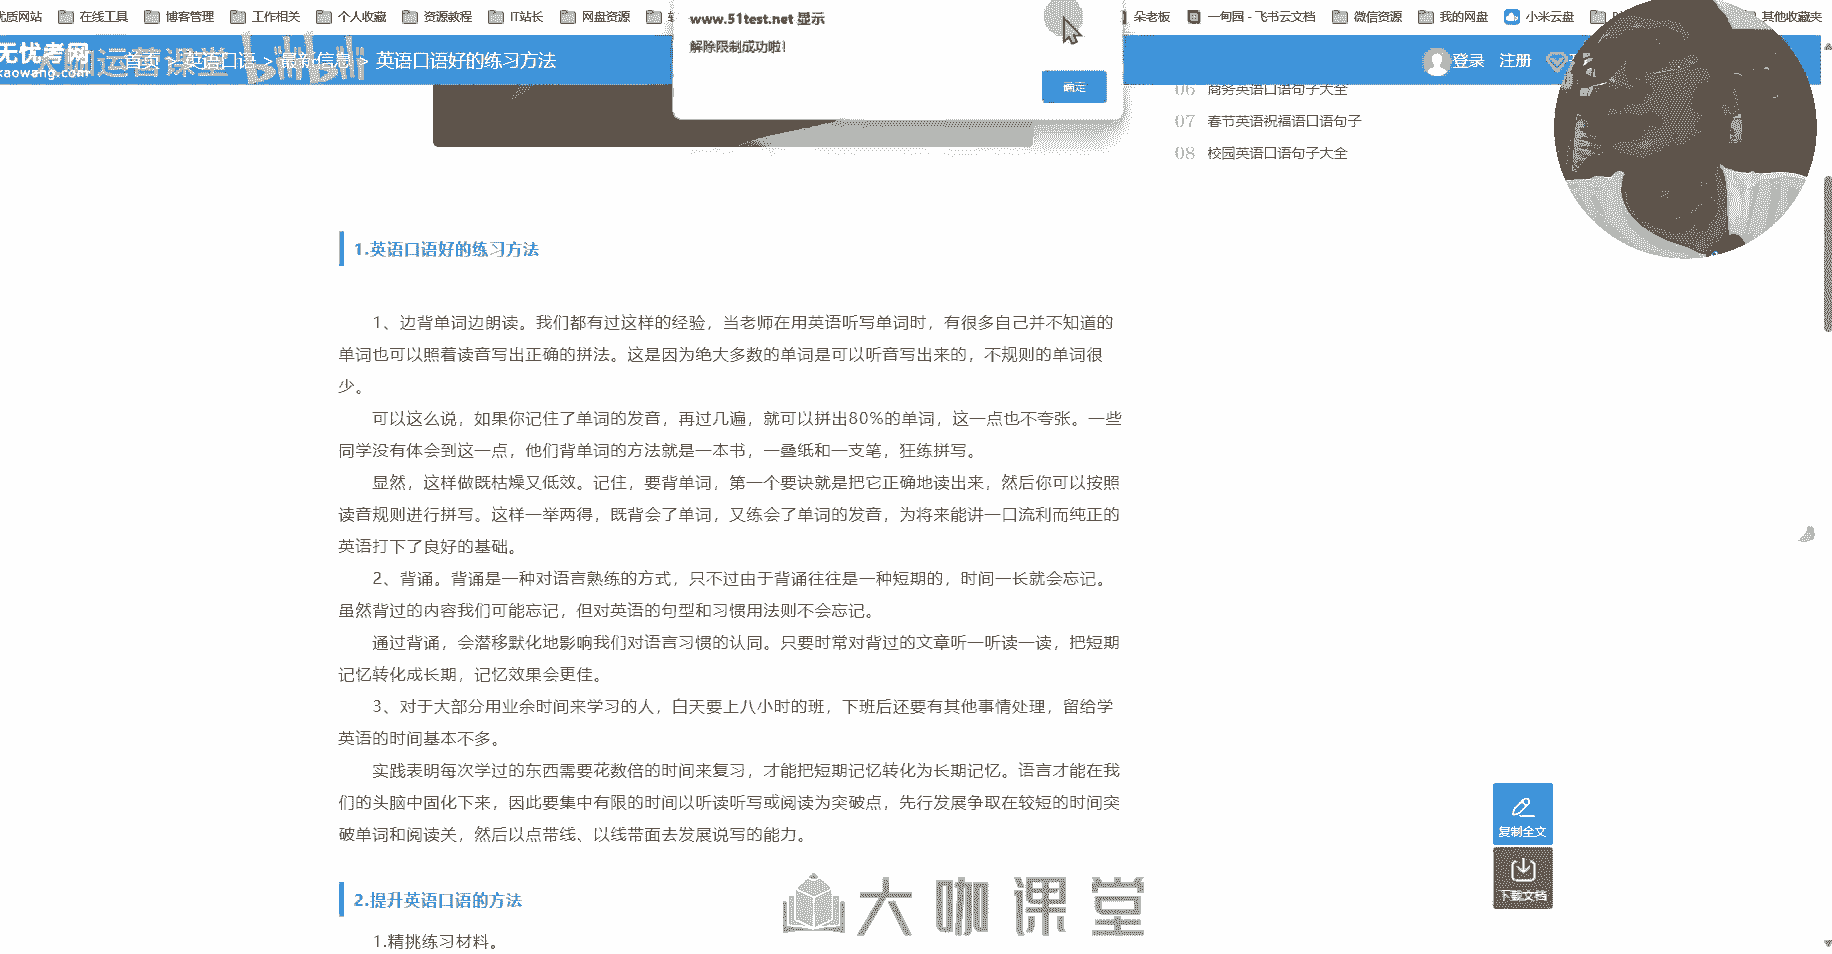 优质网站 在线工具 博客管理 工作相关 个人收藏 资源教程 IT站长 网盘资源 朵老板 一甸园 - 飞书云文档 微信资源 我的网盘 小米云盘 其他收藏夹
www.51test.net 显示
解除限制成功啦！
确定
无忧考网
kaowang.com
大咖运营课堂 bilibili
首页 > 英语口语 > 最新信息 > 英语口语好的练习方法
登录 注册
06 商务英语口语句子大全
07 春节英语祝福语口语句子
08 校园英语口语句子大全
1.英语口语好的练习方法
1、边背单词边朗读。我们都有过这样的经验，当老师在用英语听写单词时，有很多自己并不知道的
单词也可以照着读音写出正确的拼法。这是因为绝大多数的单词是可以听音写出来的，不规则的单词很
少。
可以这么说，如果你记住了单词的发音，再过几遍，就可以拼出80%的单词，这一点也不夸张。一些
同学没有体会到这一点，他们背单词的方法就是一本书，一叠纸和一支笔，狂练拼写。
显然，这样做既枯燥又低效。记住，要背单词，第一个要诀就是把它正确地读出来，然后你可以按照
读音规则进行拼写。这样一举两得，既背会了单词，又练会了单词的发音，为将来能讲一口流利而纯正的
英语打下了良好的基础。
2、背诵。背诵是一种对语言熟练的方式，只不过由于背诵往往是一种短期的，时间一长就会忘记。
虽然背过的内容我们可能忘记，但对英语的句型和习惯用法则不会忘记。
通过背诵，会潜移默化地影响我们对语言习惯的认同。只要时常对背过的文章听一听读一读，把短期
记忆转化成长期，记忆效果会更佳。
3、对于大部分用业余时间来学习的人，白天要上八小时的班，下班后还要有其他事情处理，留给学
英语的时间基本不多。
实践表明每次学过的东西需要花数倍的时间来复习，才能把短期记忆转化为长期记忆。语言才能在我
们的头脑中固化下来，因此要集中有限的时间以听读听写或阅读为突破点，先行发展争取在较短的时间突
破单词和阅读关，然后以点带线、以线带面去发展说写的能力。
复制全文
下载文档
2.提升英语口语的方法
1.精挑练习材料。
大咖课堂